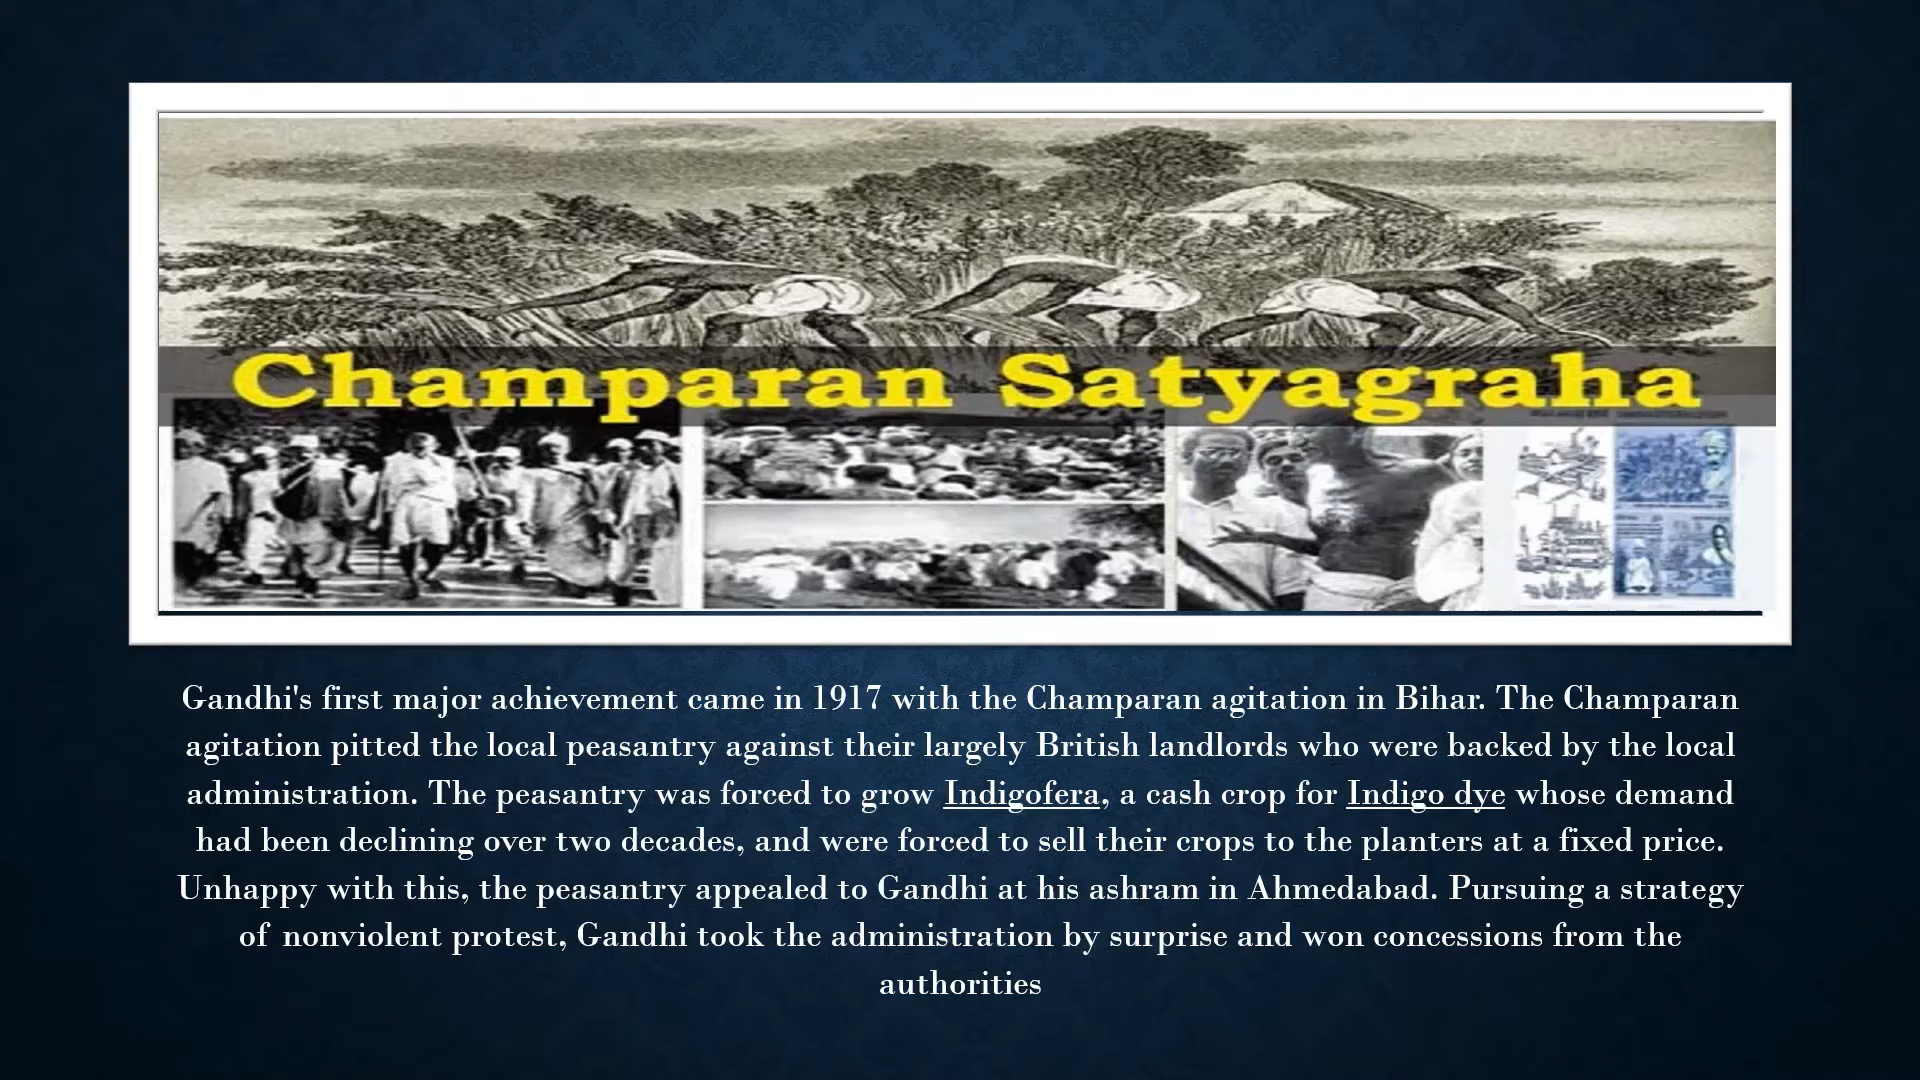 Champaran Satyagraha
Gandhi's first major achievement came in 1917 with the Champaran agitation in Bihar. The Champaran
agitation pitted the local peasantry against their largely British landlords who were backed by the local
administration. The peasantry was forced to grow Indigofera, a cash crop for Indigo dye whose demand
had been declining over two decades, and were forced to sell their crops to the planters at a fixed price.
Unhappy with this, the peasantry appealed to Gandhi at his ashram in Ahmedabad. Pursuing a strategy
of nonviolent protest, Gandhi took the administration by surprise and won concessions from the
authorities